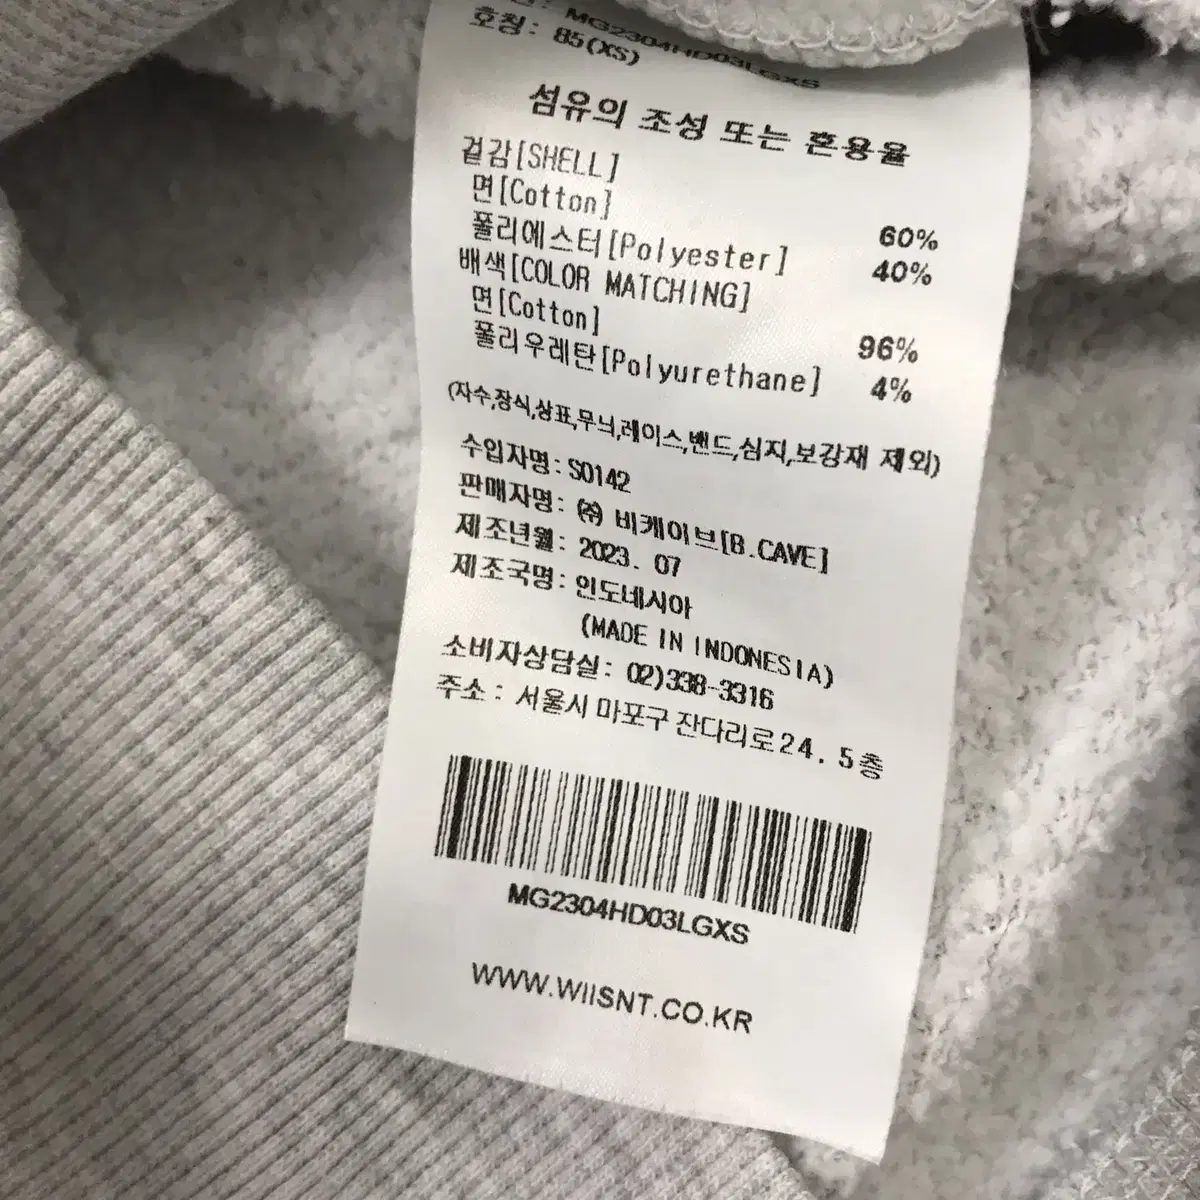 : MG2304HD03LGXS
호칭: 85(XS)
섬유의 조성 또는 혼용율
겉감[SHELL]
면[Cotton] 60%
폴리에스터[Polyester] 40%
배색[COLOR MATCHING]
면[Cotton] 96%
폴리우레탄[Polyurethane] 4%
(자수,장식,상표,무늬,레이스,밴드,심지,보강재 제외)
수입자명: S0142
판매자명: ㈜ 비케이브[B.CAVE]
제조년월: 2023. 07
제조국명: 인도네시아
(MADE IN INDONESIA)
소비자상담실: 02)338-3316
주소: 서울시 마포구 잔다리로24. 5층
MG2304HD03LGXS
WWW.WIISNT.CO.KR